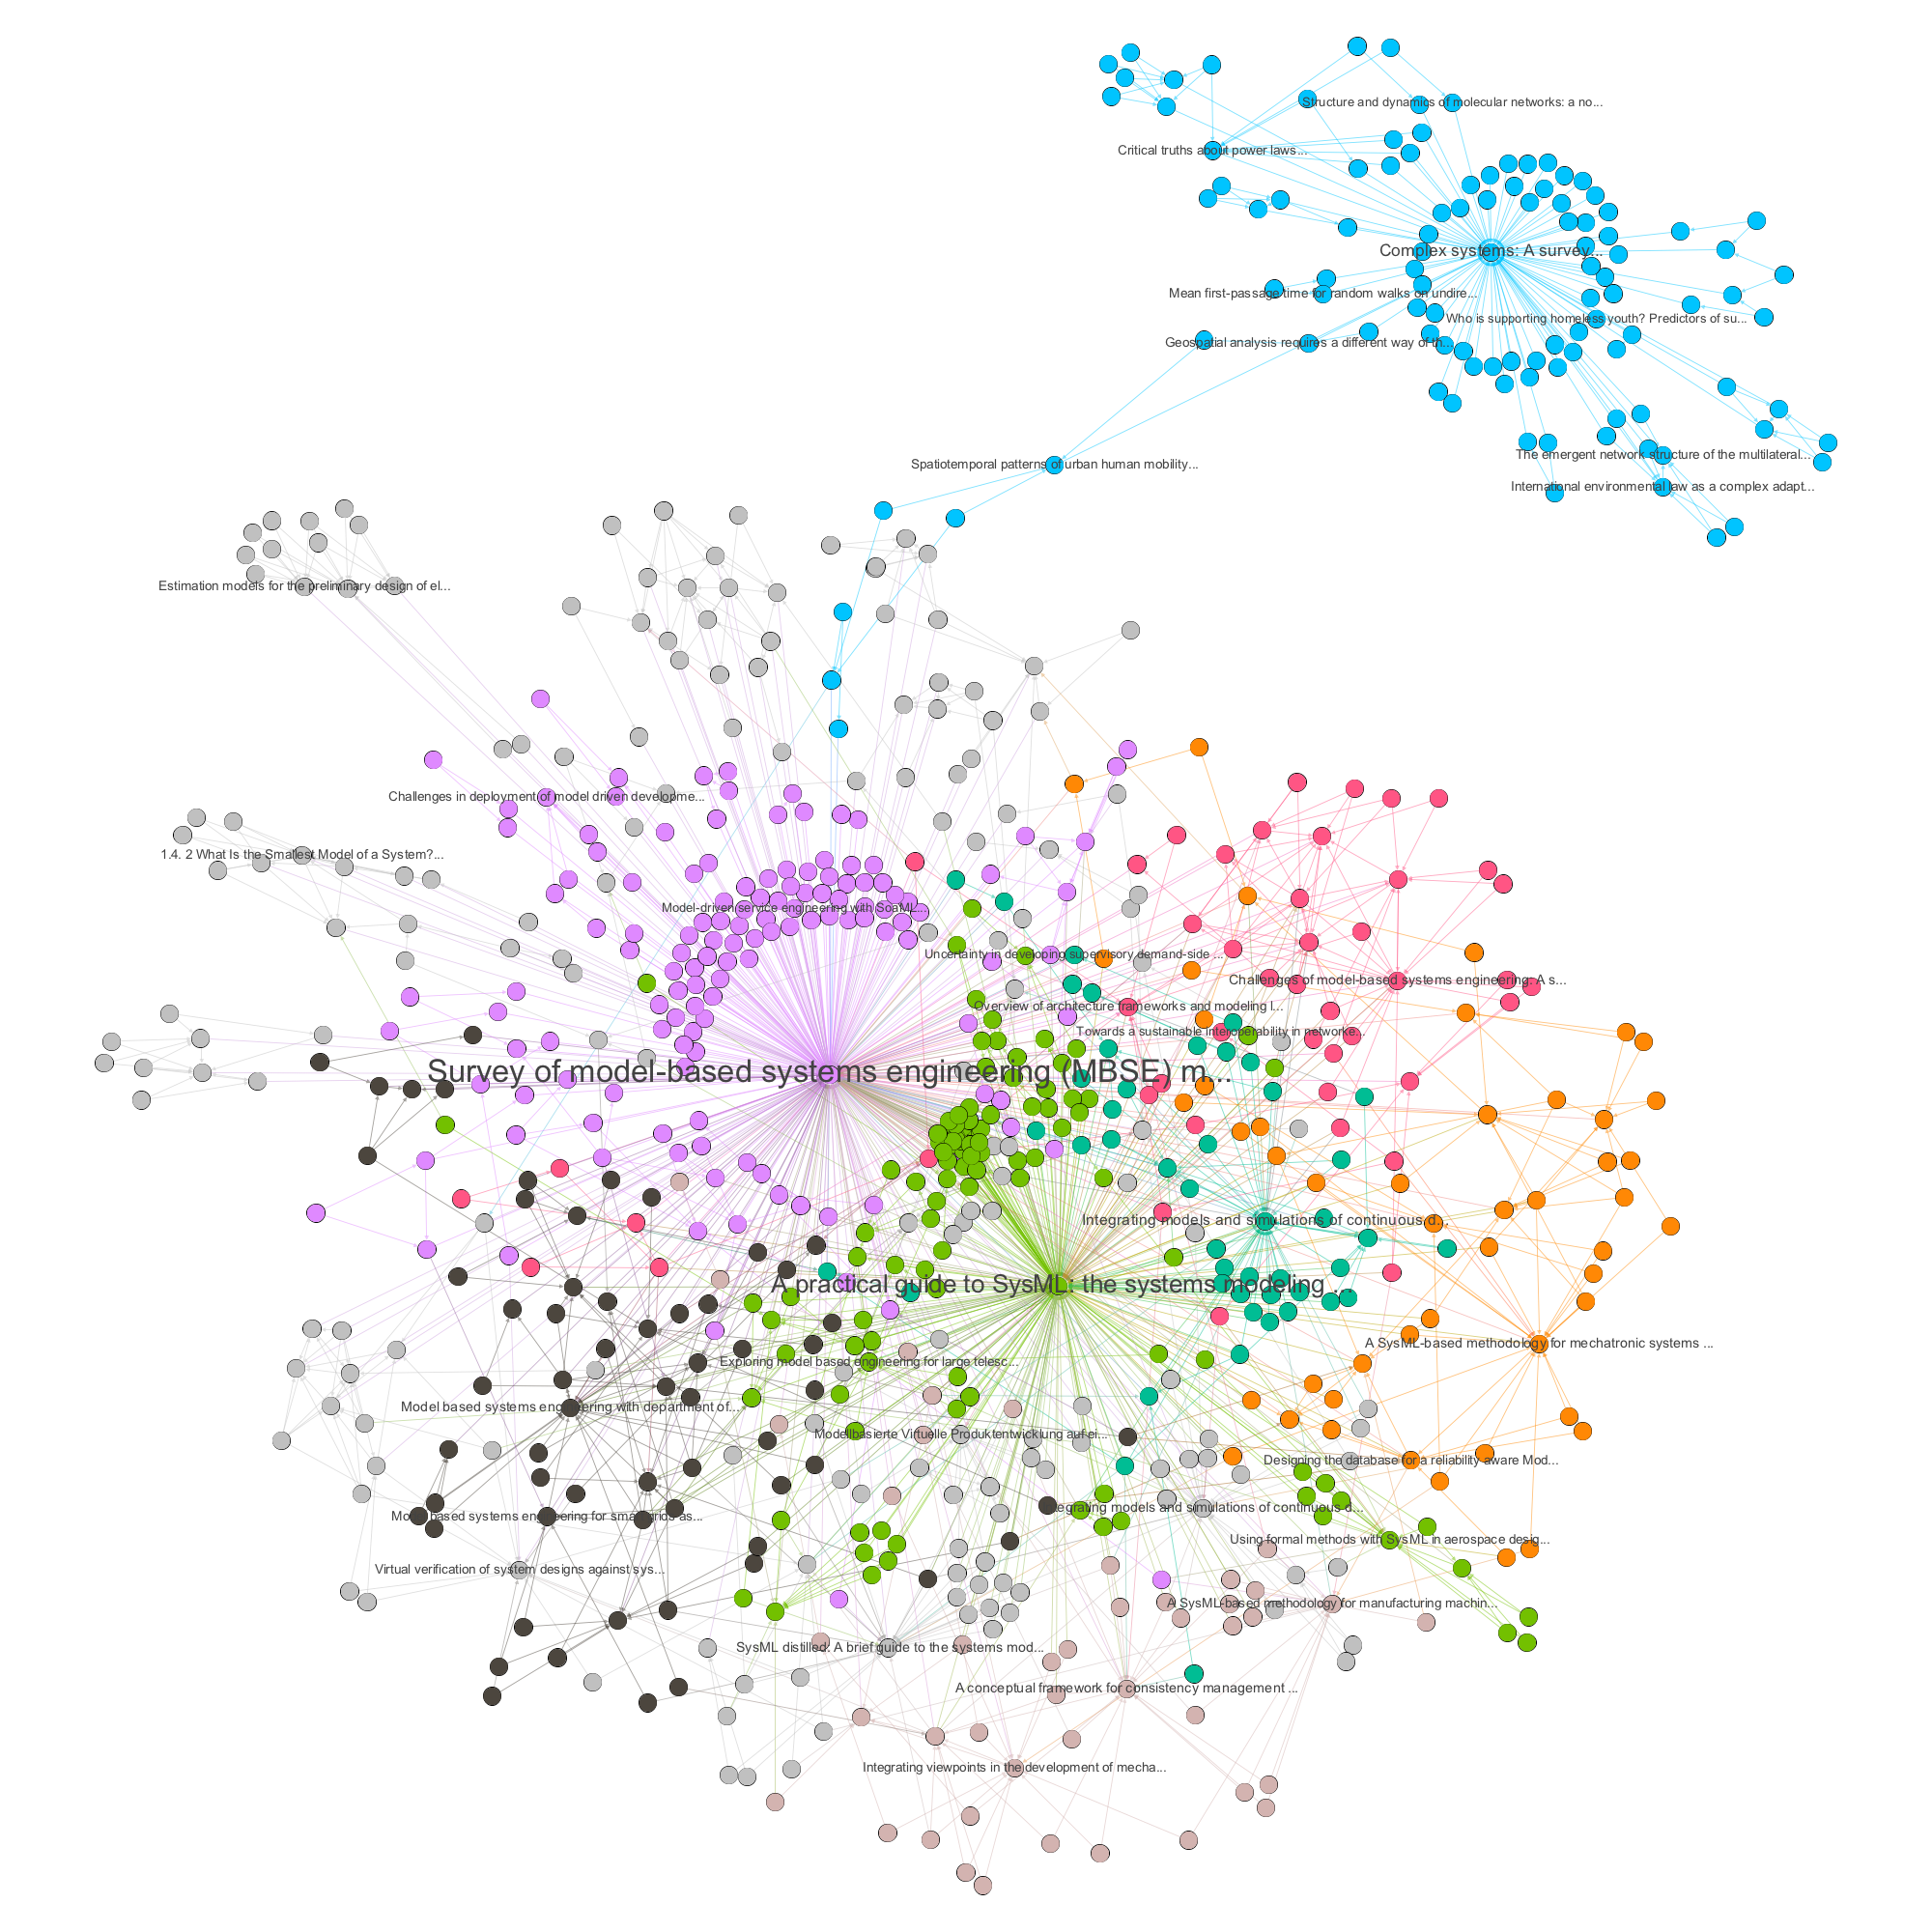 Structure and dynamics of molecular networks: a no...
Critical truths about power laws...
Complex systems: A survey...
Mean first-passage time for random walks on undire...
Who is supporting homeless youth? Predictors of su...
Geospatial analysis requires a different way of th...
The emergent network structure of the multilateral...
Spatiotemporal patterns of urban human mobility...
International environmental law as a complex adapt...
Estimation models for the preliminary design of el...
Challenges in deployment of model driven developme...
1.4. 2 What Is the Smallest Model of a System?...
Model-driven service engineering with SoaML...
Uncertainty in developing supervisory demand-side ...
Challenges of model-based systems engineering: A s...
Overview of architecture frameworks and modeling l...
Towards a sustainable interoperability in networke...
Survey of model-based systems engineering (MBSE) m...
Integrating models and simulations of continuous d...
A practical guide to SysML: the systems modeling ...
A SysML-based methodology for mechatronic systems ...
Exploring model based engineering for large telesc...
Model based systems engineering with department of...
Modellbasierte Virtuelle Produktentwicklung auf ei...
Designing the database for a reliability aware Mod...
Integrating models and simulations of continuous d...
Model based systems engineering for smart grids as...
Using formal methods with SysML in aerospace desig...
Virtual verification of system designs against sys...
A SysML-based methodology for manufacturing machin...
SysML distilled: A brief guide to the systems mod...
A conceptual framework for consistency management ...
Integrating viewpoints in the development of mecha...